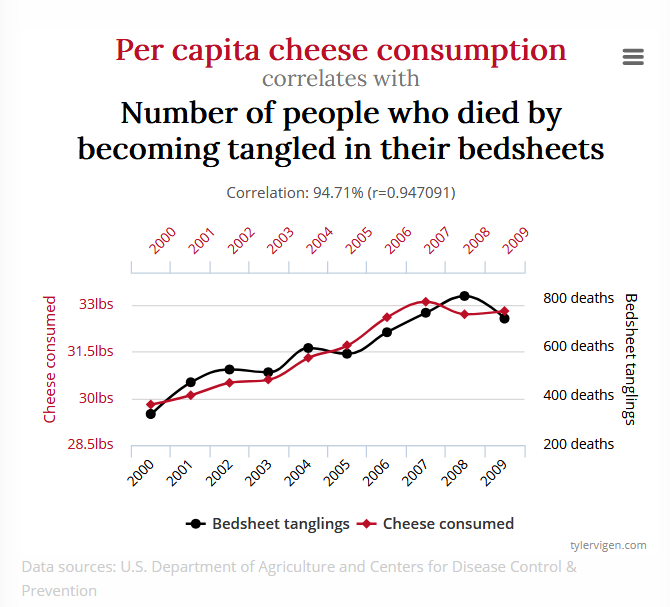 Per capita cheese consumption
correlates with
Number of people who died by
becoming tangled in their bedsheets
Correlation: 94.71% (r=0.947091)
2000 2001 2002 2003 2004 2005 2006 2007 2008 2009
Cheese consumed
33lbs
31.5lbs
30lbs
28.5lbs
800 deaths
600 deaths
400 deaths
200 deaths
Bedsheet tanglings
2000 2001 2002 2003 2004 2005 2006 2007 2008 2009
Bedsheet tanglings Cheese consumed
tylervigen.com
Data sources: U.S. Department of Agriculture and Centers for Disease Control &
Prevention